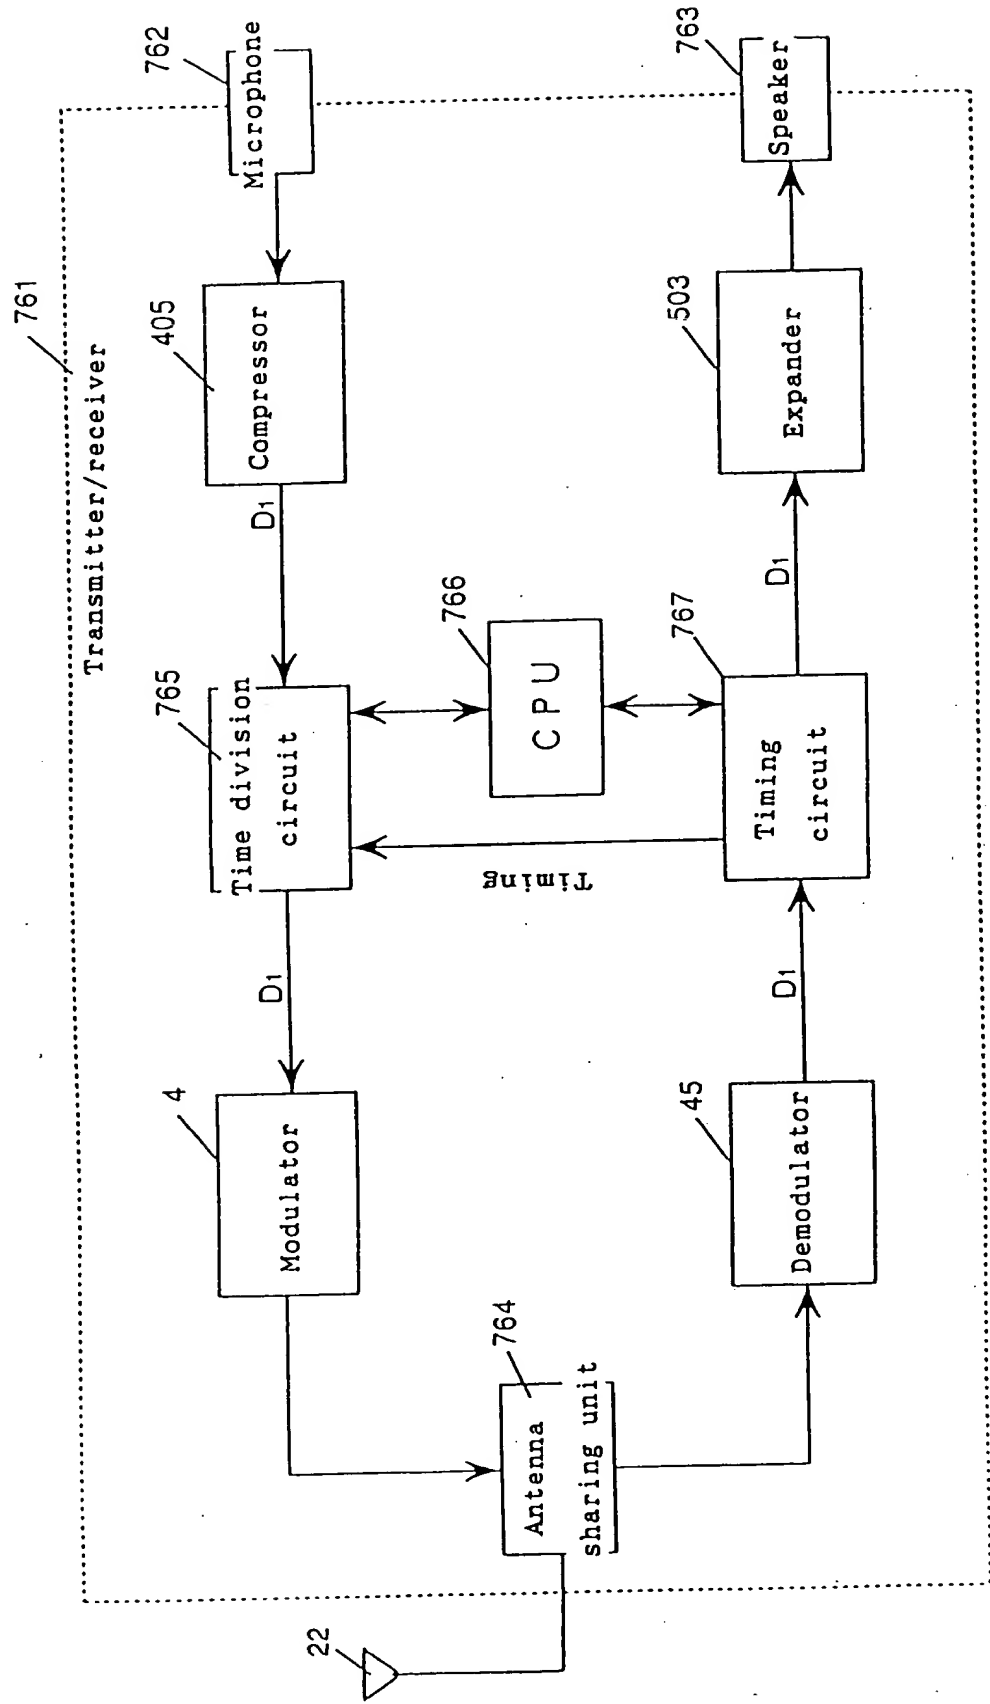 761
Transmitter/receiver
22
764
Antenna
sharing unit
4
Modulator
D1
765
Time division
circuit
D1
405
Compressor
762
Microphone
Timing
766
CPU
45
Demodulator
D1
767
Timing
circuit
D1
503
Expander
763
Speaker